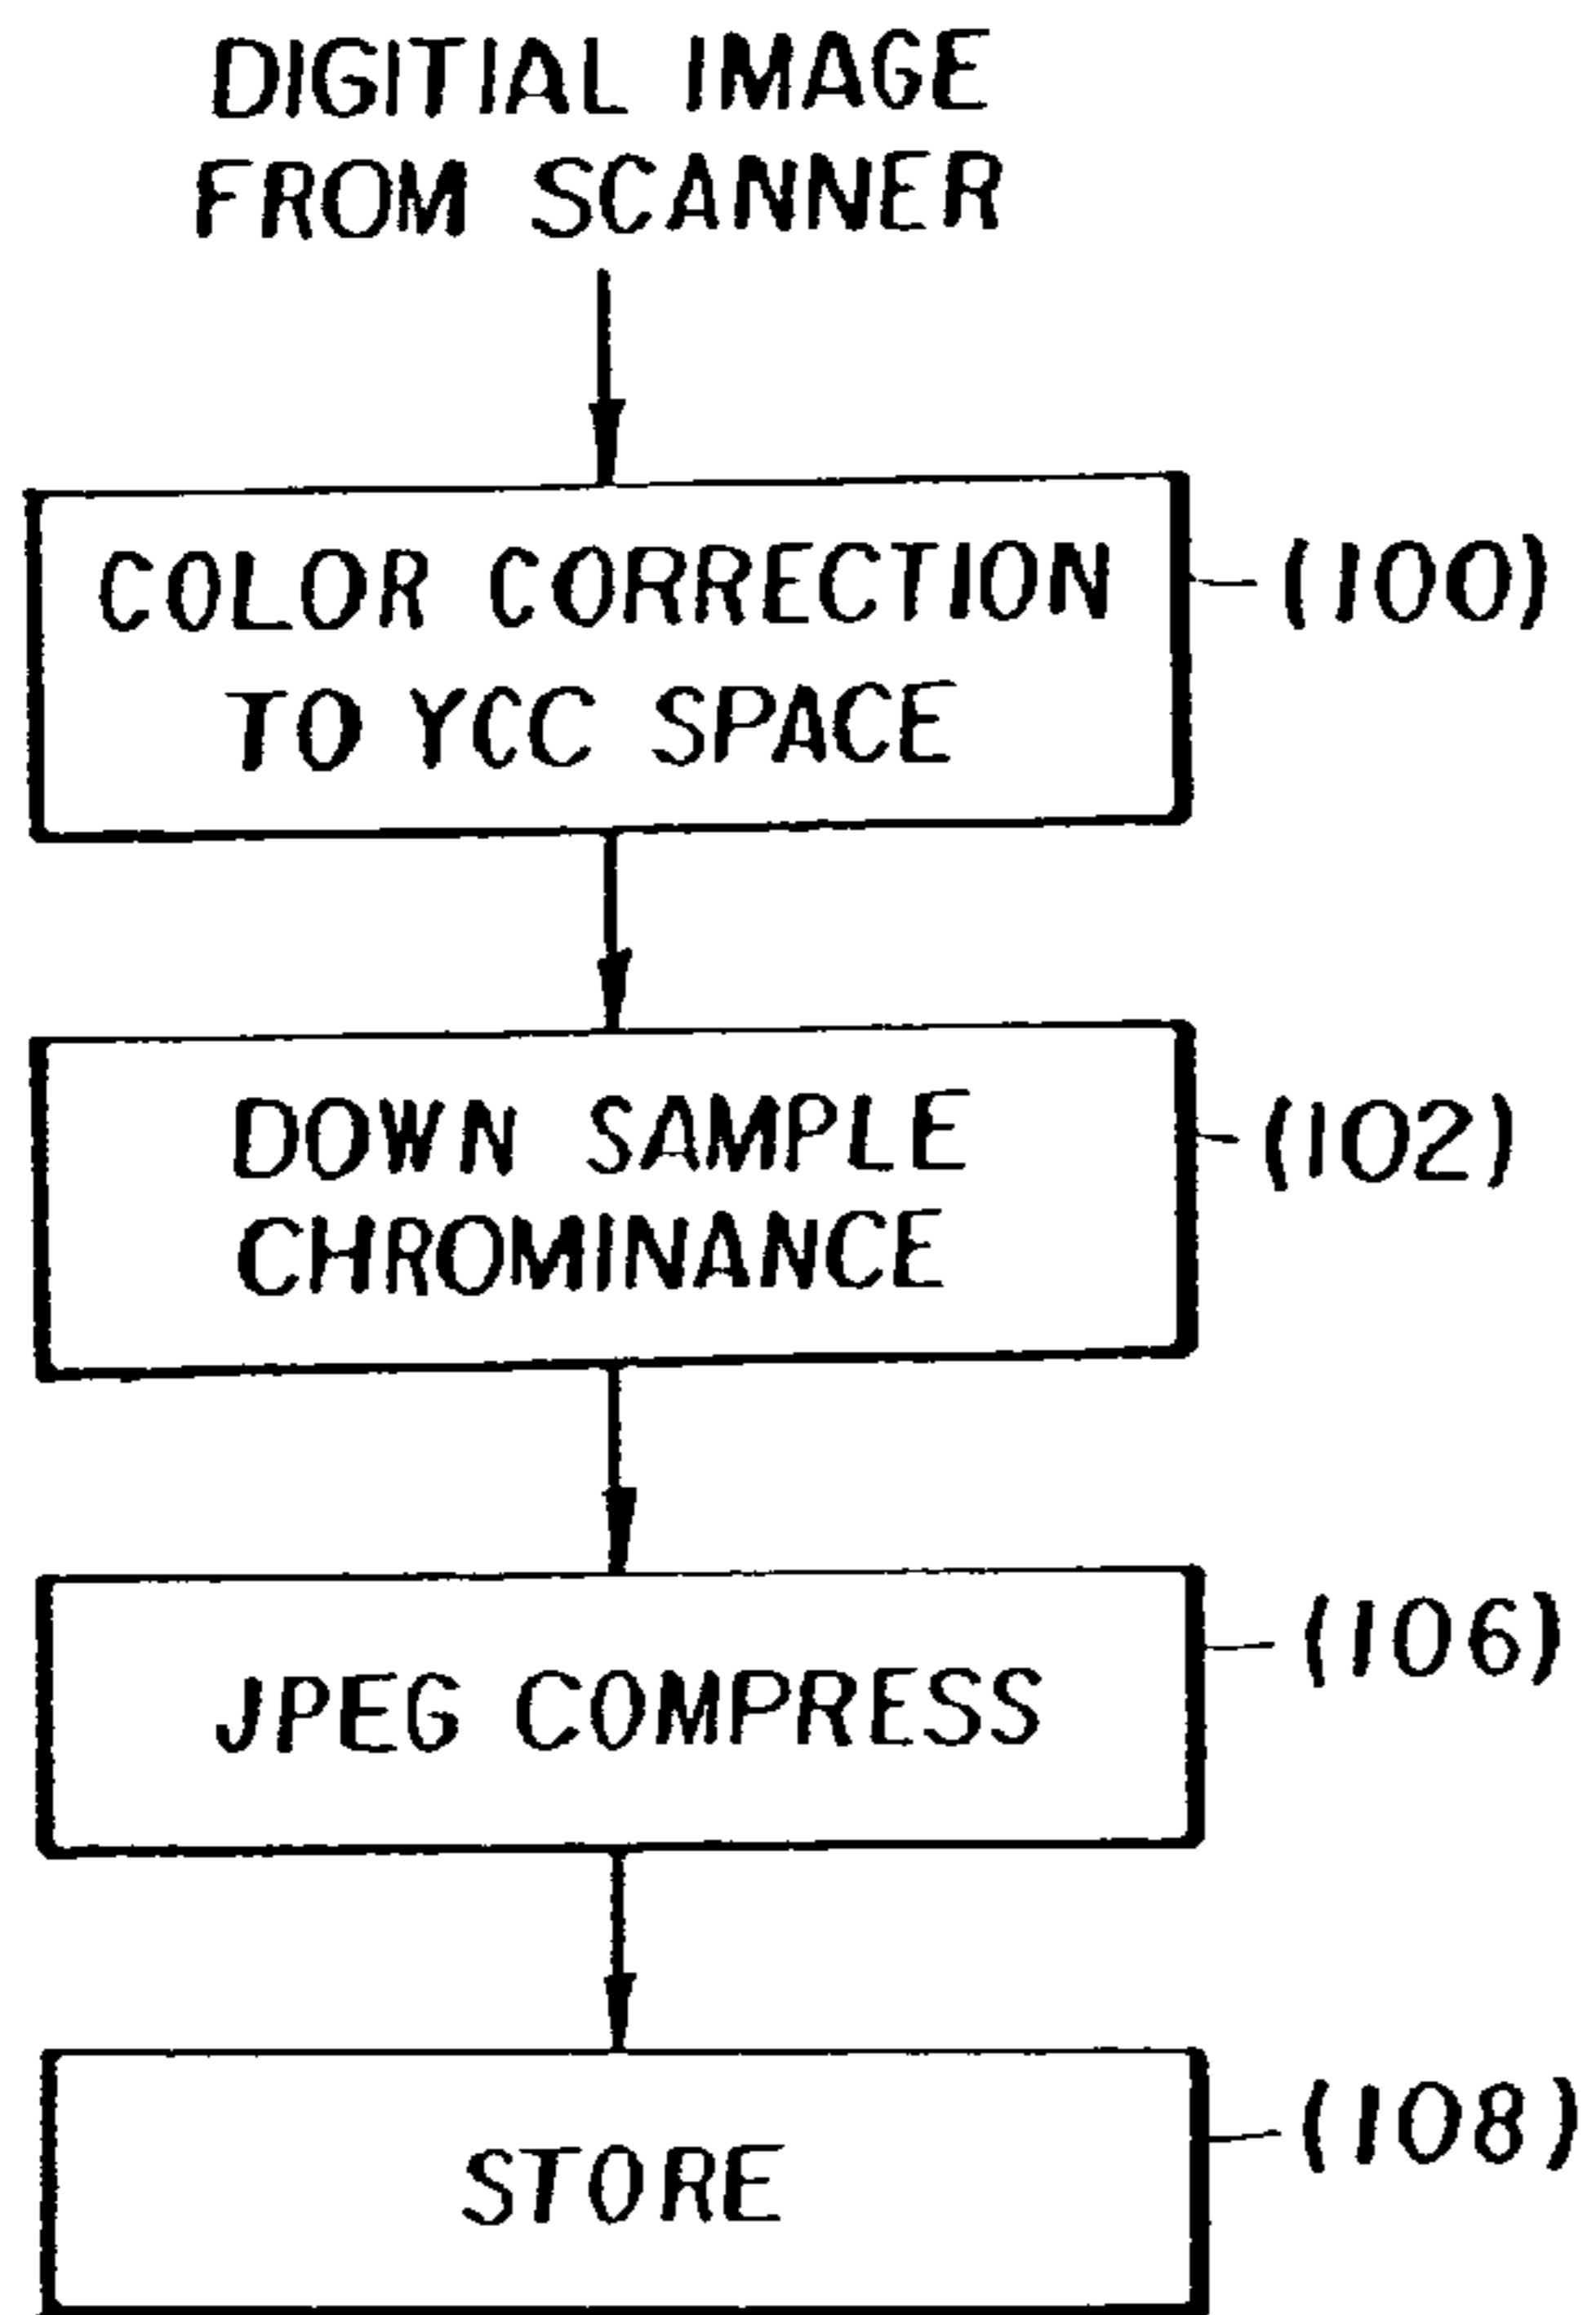 DIGITIAL IMAGE
FROM SCANNER
COLOR CORRECTION
TO YCC SPACE
(100)
DOWN SAMPLE
CHROMINANCE
(102)
JPEG COMPRESS
(106)
STORE
(108)